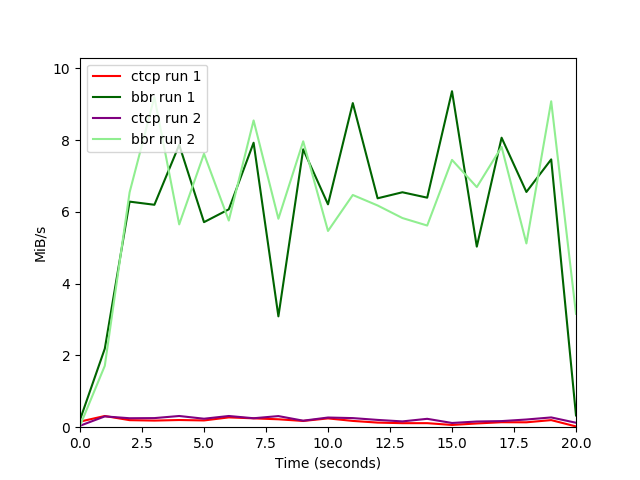 ctcp run 1
bbr run 1
ctcp run 2
bbr run 2
10
8
6
4
2
0
MiB/s
0.0 2.5 5.0 7.5 10.0 12.5 15.0 17.5 20.0
Time (seconds)